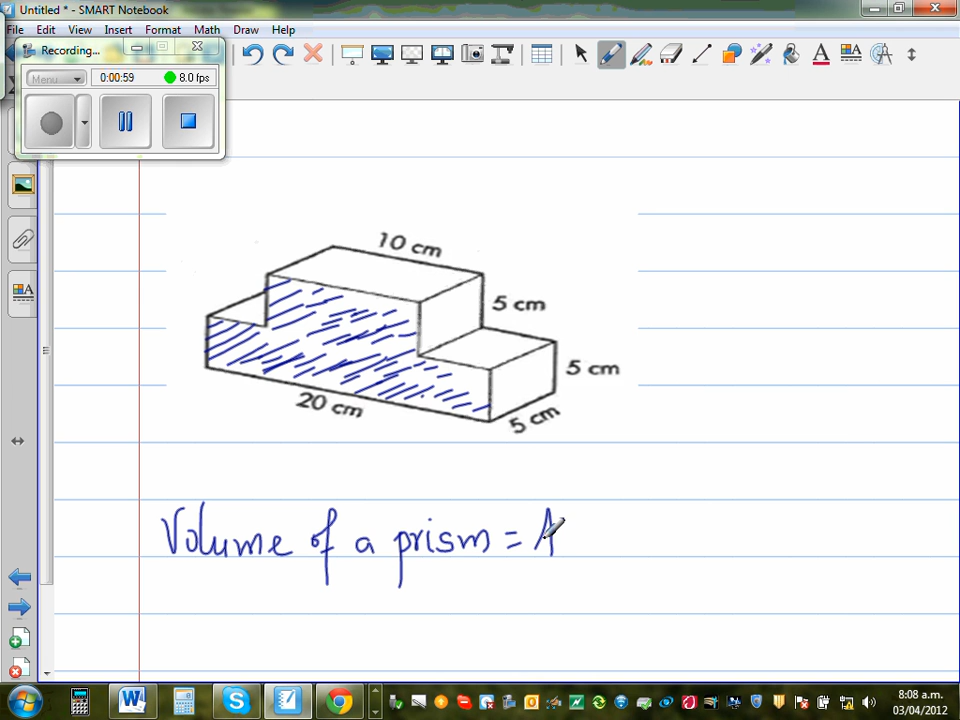 Untitled * - SMART Notebook
File Edit View Insert Format Math Draw Help
Recording...
Menu 0:00:59 8.0 fps
10 cm
5 cm
5 cm
20 cm
5 cm
Volume of a prism = A
8:08 a.m.
03/04/2012